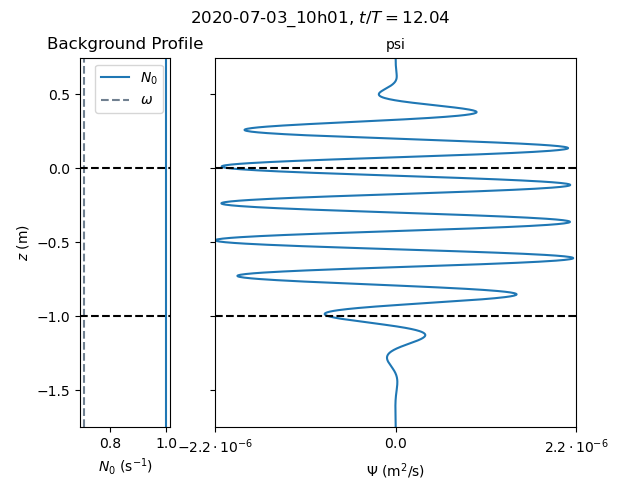 2020-07-03_10h01, t/T = 12.04
Background Profile
psi
N₀
ω
0.5
0.0
−0.5
−1.0
−1.5
z (m)
0.8 1.0
N₀ (s⁻¹)
−2.2 · 10⁻⁶ 0.0 2.2 · 10⁻⁶
Ψ (m²/s)